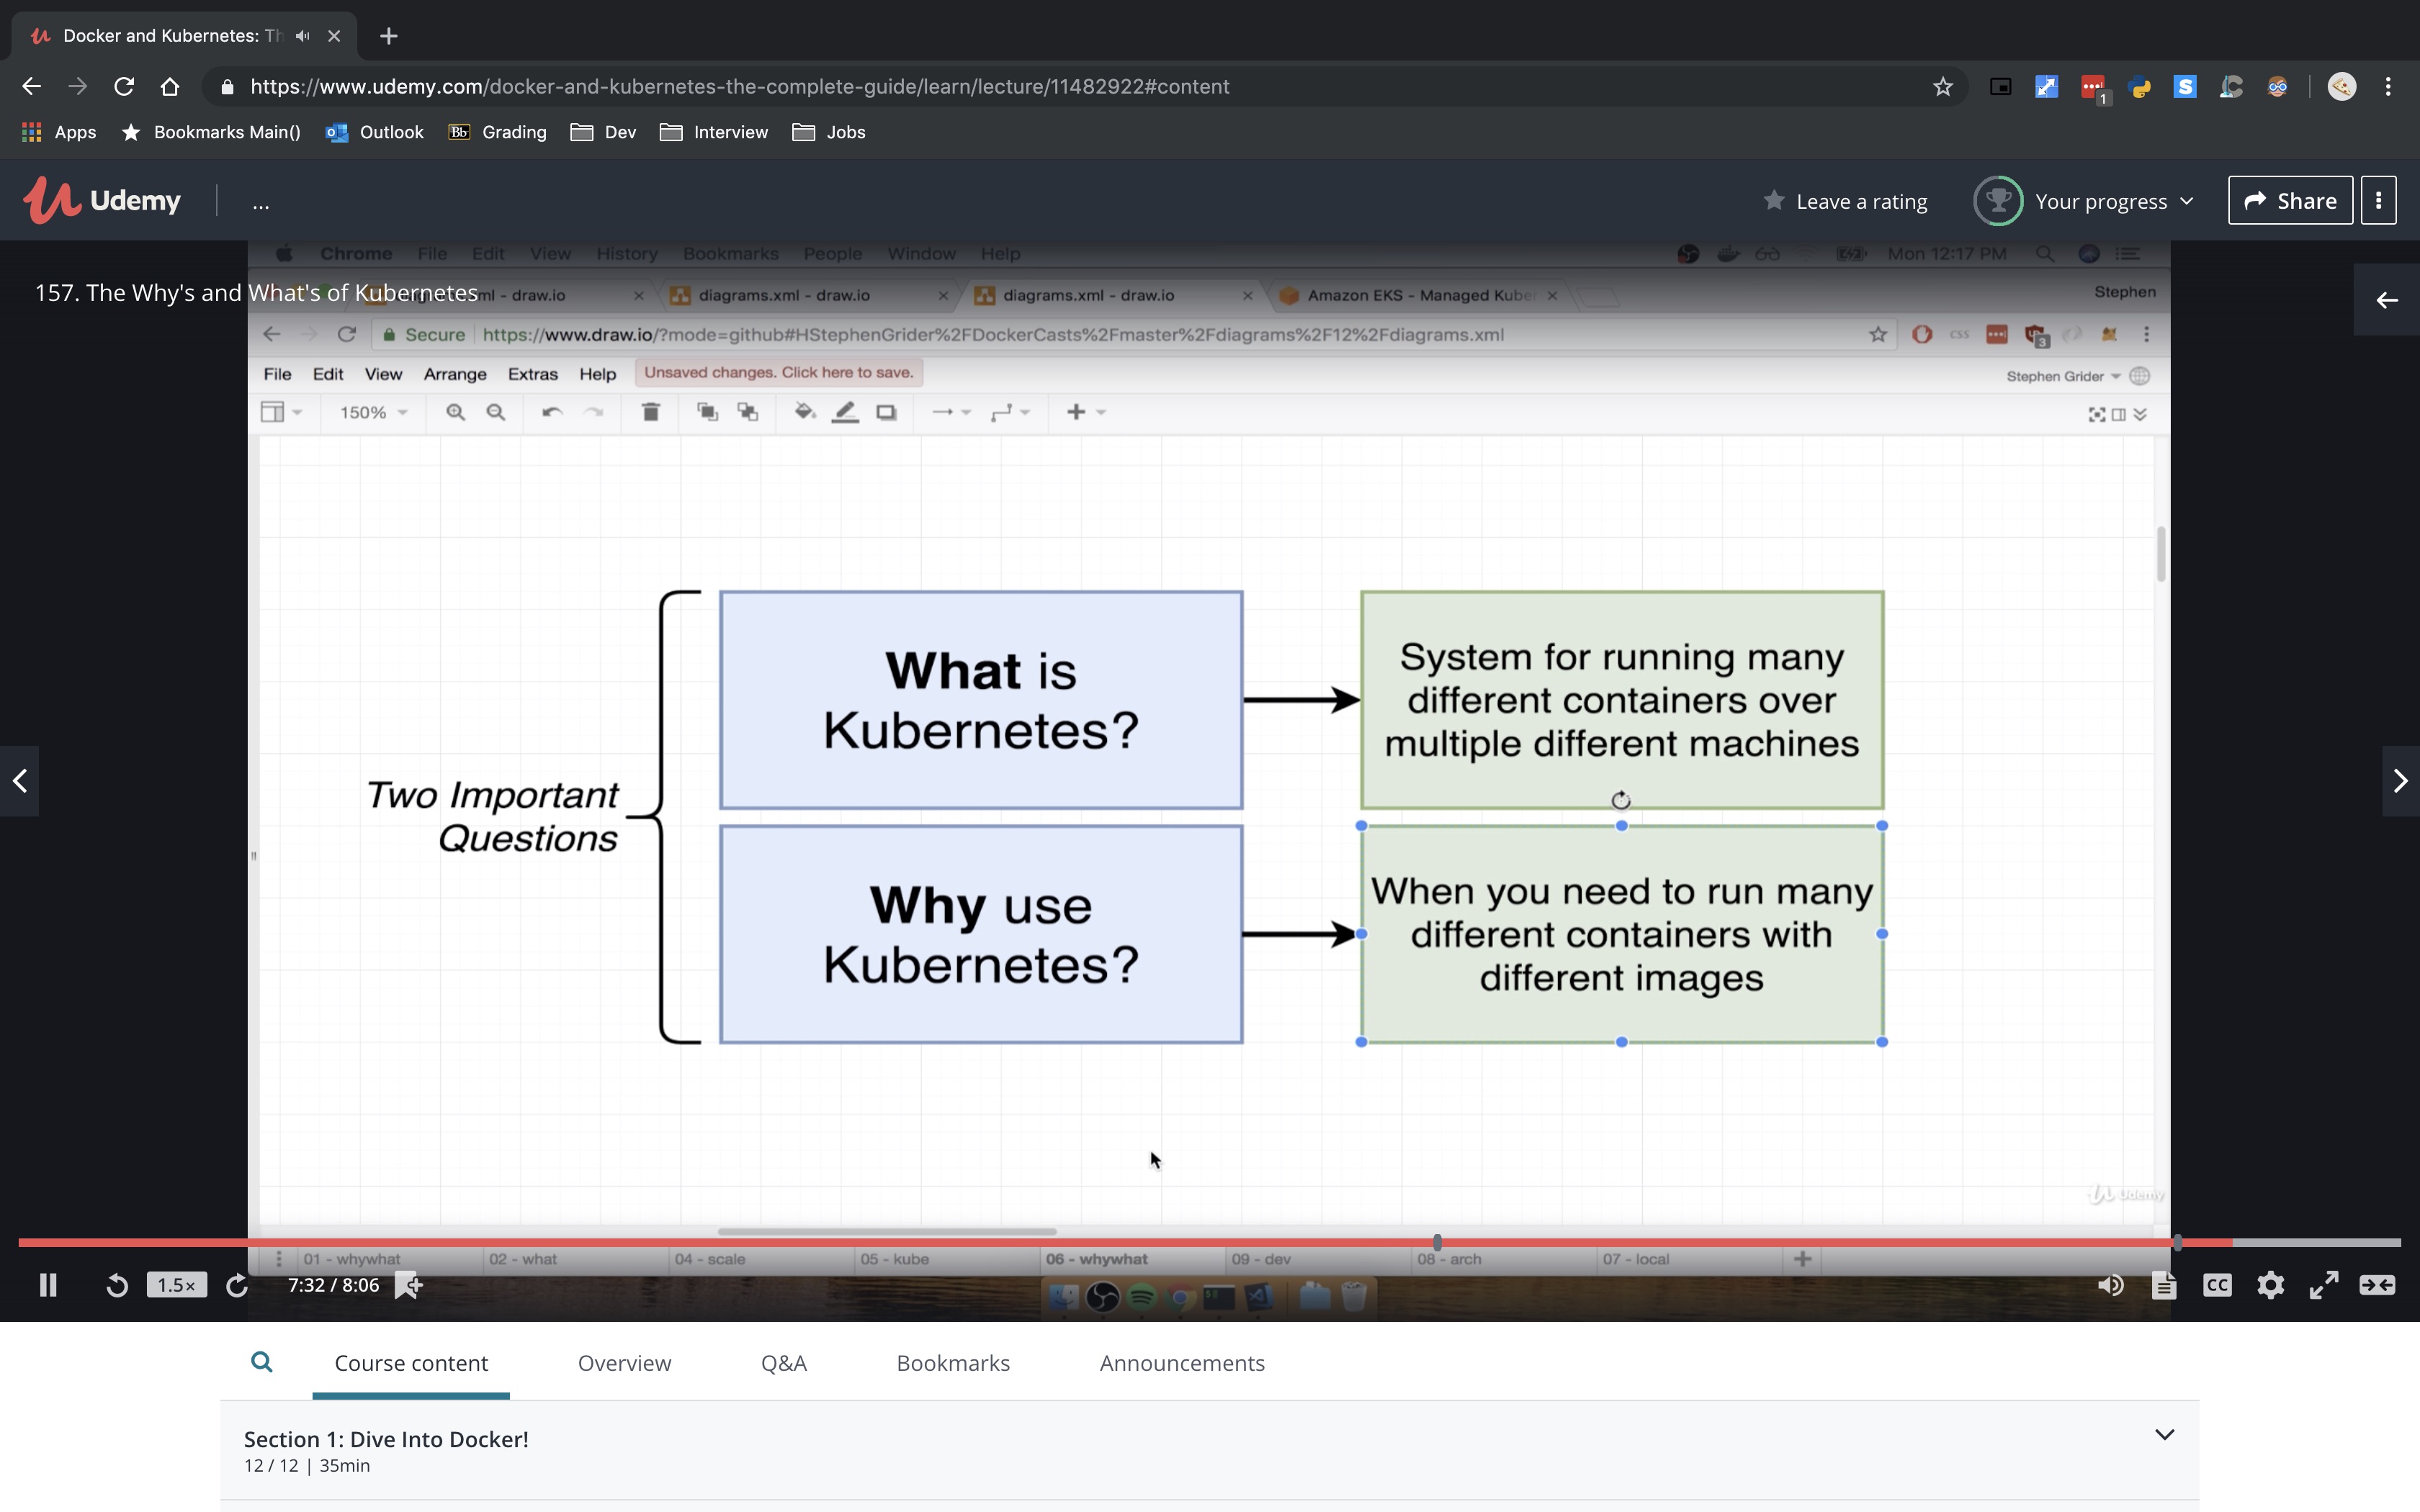 Docker and Kubernetes: Th
https://www.udemy.com/docker-and-kubernetes-the-complete-guide/learn/lecture/11482922#content
1
S
Apps
Bookmarks Main()
Outlook
Bb
Grading
Dev
Interview
Jobs
Udemy
...
Leave a rating
Your progress
Share
Chrome File Edit View History Bookmarks People Window Help
Mon 12:17 PM
157. The Why's and What's of Kubernetes
ml - draw.io
diagrams.xml - draw.io
diagrams.xml - draw.io
Amazon EKS - Managed Kuber
Stephen
Secure
https://www.draw.io/?mode=github#HStephenGrider%2FDockerCasts%2Fmaster%2Fdiagrams%2F12%2Fdiagrams.xml
CSS
3
File Edit View Arrange Extras Help
Unsaved changes. Click here to save.
Stephen Grider
150%
Two Important
Questions
What is
Kubernetes?
System for running many
different containers over
multiple different machines
Why use
Kubernetes?
When you need to run many
different containers with
different images
Udemy
01 - whywhat
02 - what
04 - scale
05 - kube
06 - whywhat
09 - dev
08 - arch
07 - local
1.5×
7:32 / 8:06
CC
Course content
Overview
Q&A
Bookmarks
Announcements
Section 1: Dive Into Docker!
12 / 12 | 35min